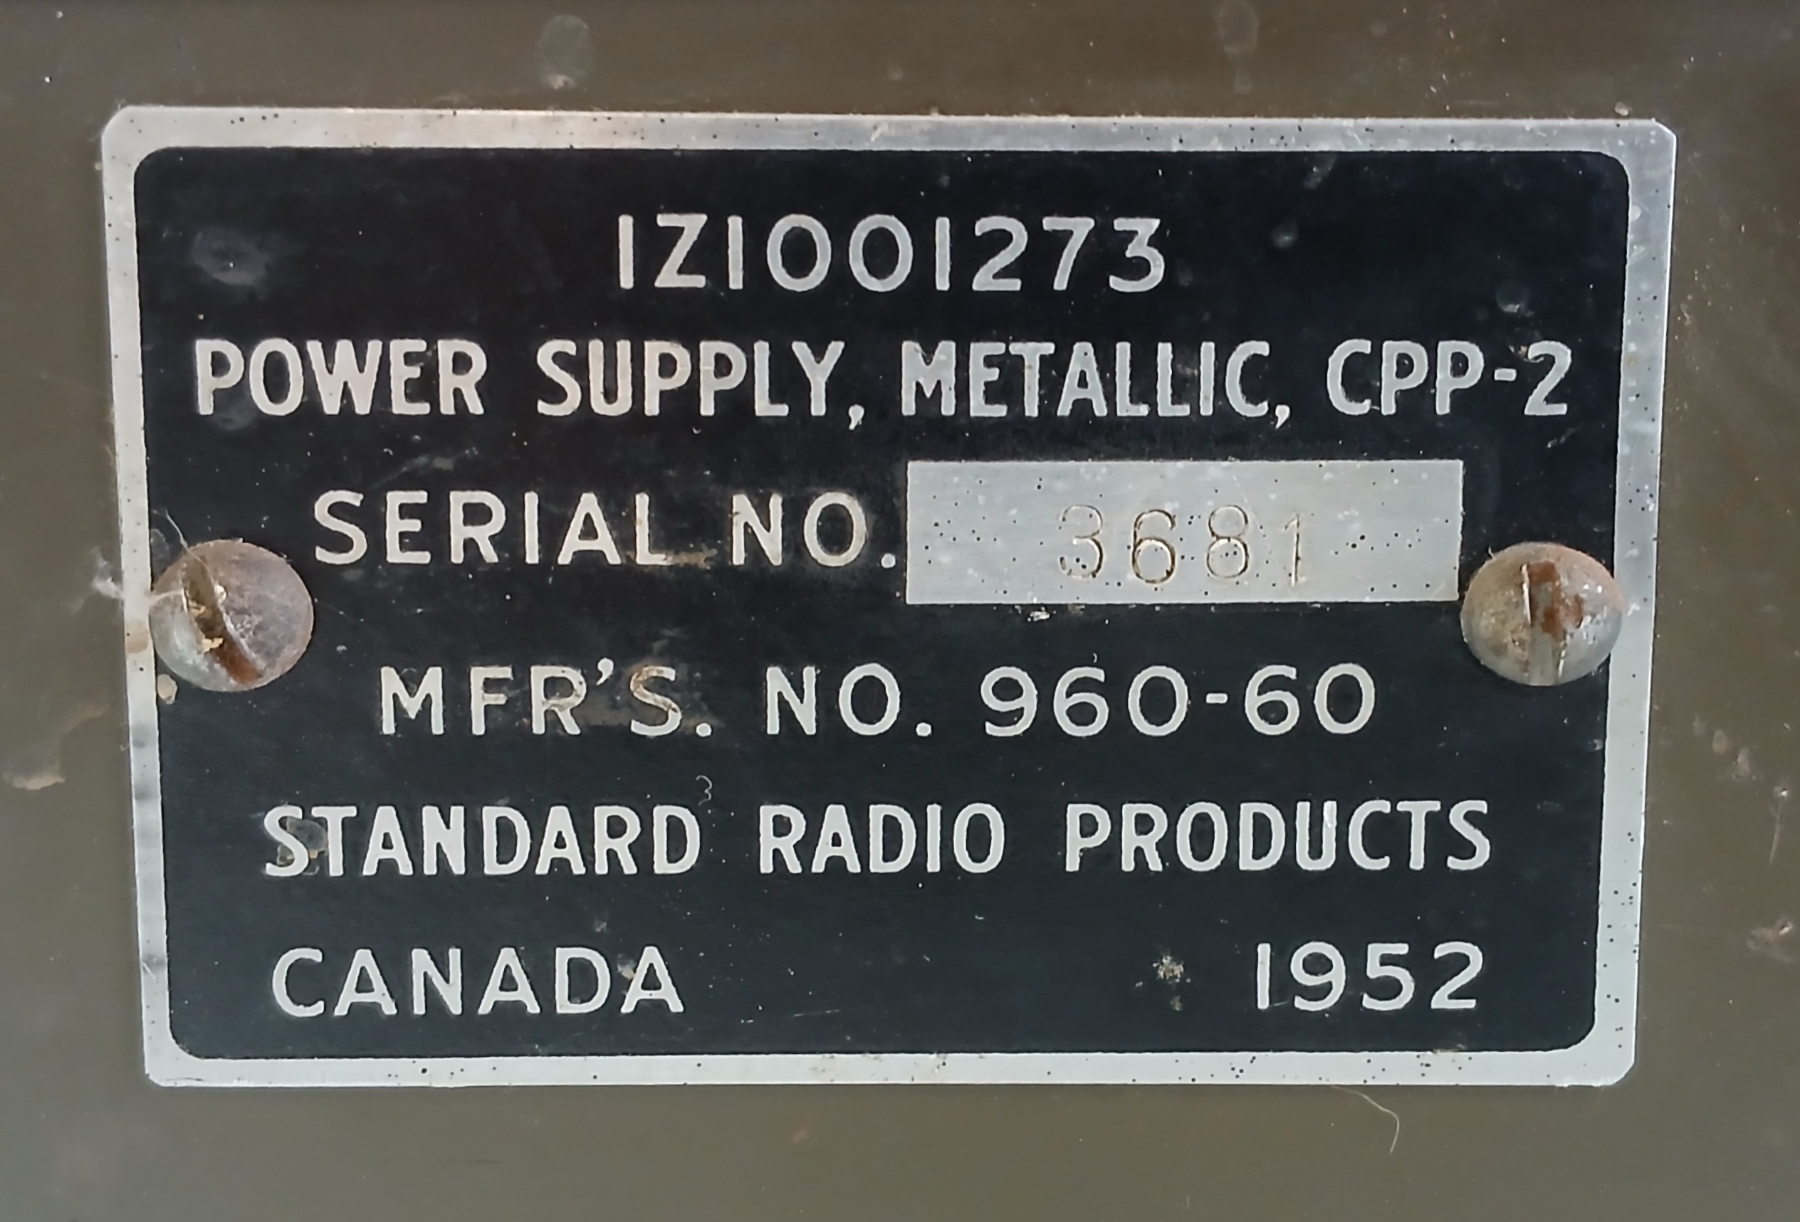 1Z1001273
POWER SUPPLY, METALLIC, CPP-2
SERIAL NO. 3681
MFR'S. NO. 960-60
STANDARD RADIO PRODUCTS
CANADA 1952